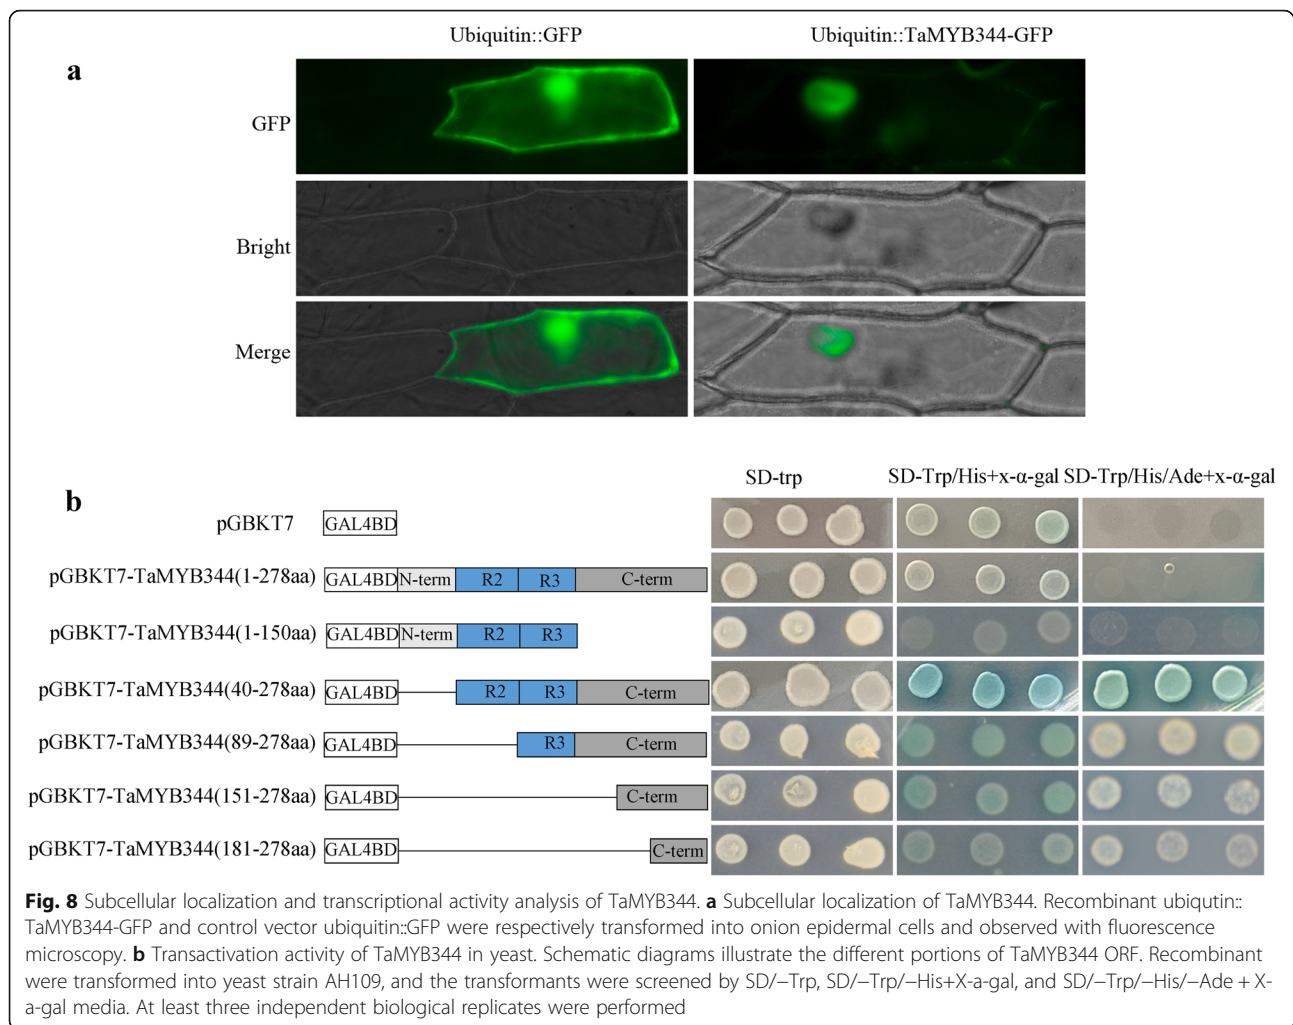 Ubiquitin::GFP Ubiquitin::TaMYB344-GFP
a
GFP
Bright
Merge
b
SD-trp SD-Trp/His+x-α-gal SD-Trp/His/Ade+x-α-gal
pGBKT7 GAL4BD
pGBKT7-TaMYB344(1-278aa) GAL4BD N-term R2 R3 C-term
pGBKT7-TaMYB344(1-150aa) GAL4BD N-term R2 R3
pGBKT7-TaMYB344(40-278aa) GAL4BD R2 R3 C-term
pGBKT7-TaMYB344(89-278aa) GAL4BD R3 C-term
pGBKT7-TaMYB344(151-278aa) GAL4BD C-term
pGBKT7-TaMYB344(181-278aa) GAL4BD C-term
Fig. 8 Subcellular localization and transcriptional activity analysis of TaMYB344. a Subcellular localization of TaMYB344. Recombinant ubiqutin::
TaMYB344-GFP and control vector ubiquitin::GFP were respectively transformed into onion epidermal cells and observed with fluorescence
microscopy. b Transactivation activity of TaMYB344 in yeast. Schematic diagrams illustrate the different portions of TaMYB344 ORF. Recombinant
were transformed into yeast strain AH109, and the transformants were screened by SD/−Trp, SD/−Trp/−His+X-a-gal, and SD/−Trp/−His/−Ade + X-
a-gal media. At least three independent biological replicates were performed